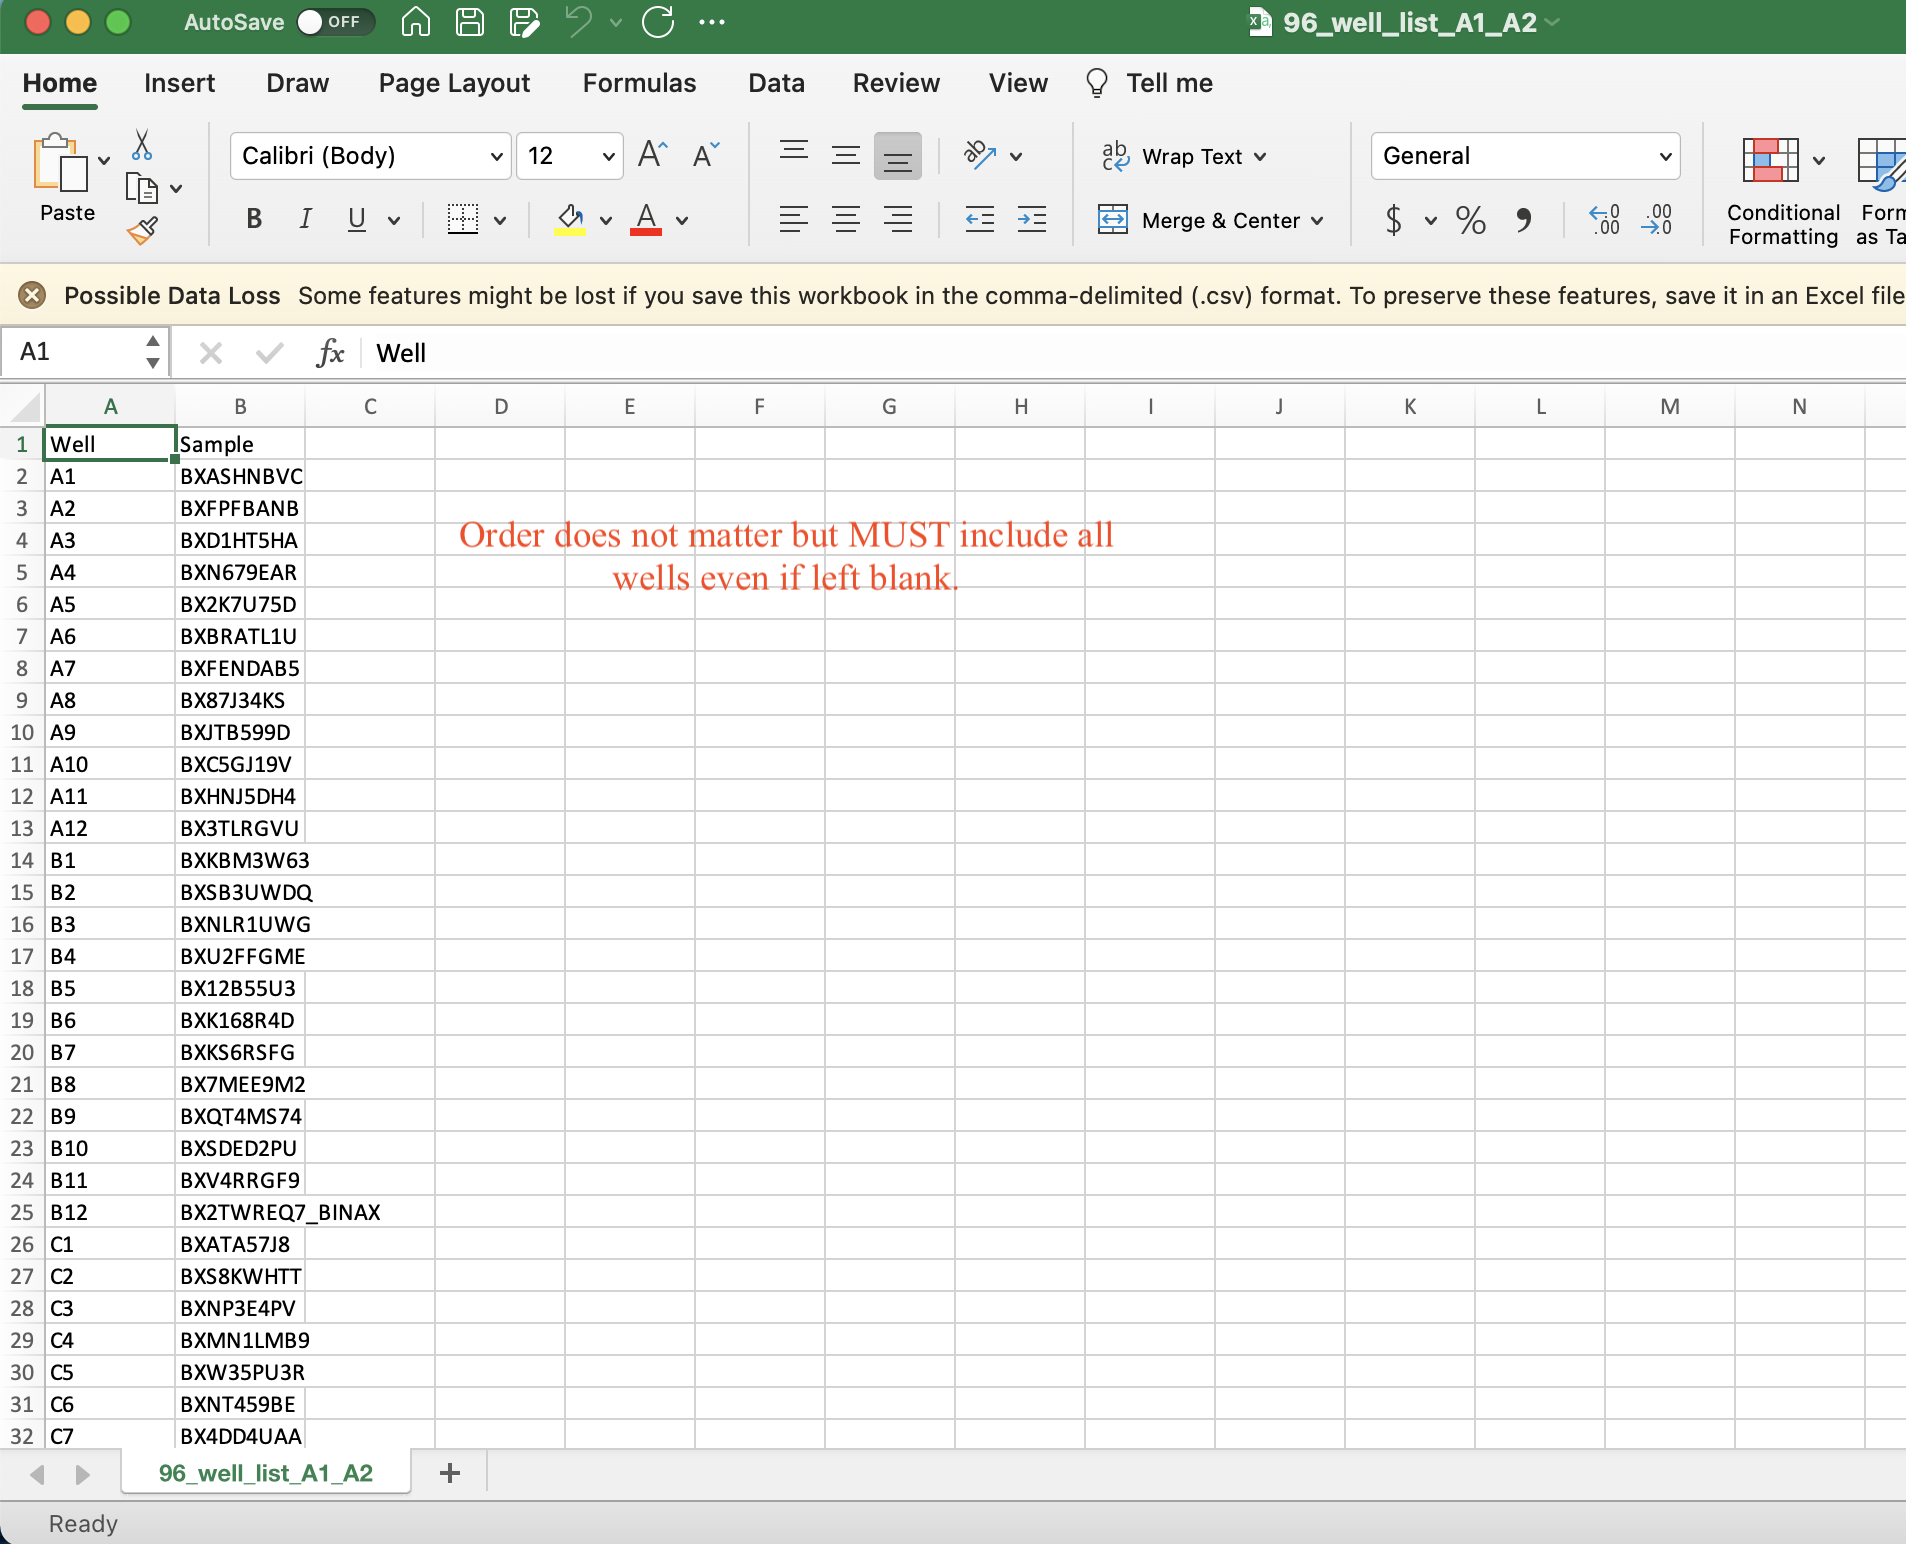 AutoSave OFF 96_well_list_A1_A2
Home Insert Draw Page Layout Formulas Data Review View Tell me
Paste
Calibri (Body) 12
B I U A
Wrap Text
Merge & Center
General
$ %
Conditional Formatting
Possible Data Loss Some features might be lost if you save this workbook in the comma-delimited (.csv) format. To preserve these features, save it in an Excel file
A1 fx Well
A B C D E F G H I J K L M N
1 Well Sample
2 A1 BXASHNBVC
3 A2 BXFPFBANB
4 A3 BXD1HT5HA
5 A4 BXN679EAR
6 A5 BX2K7U75D
7 A6 BXBRATL1U
8 A7 BXFENDAB5
9 A8 BX87J34KS
10 A9 BXJTB599D
11 A10 BXC5GJ19V
12 A11 BXHNJ5DH4
13 A12 BX3TLRGVU
14 B1 BXKBM3W63
15 B2 BXSB3UWDQ
16 B3 BXNLR1UWG
17 B4 BXU2FFGME
18 B5 BX12B55U3
19 B6 BXK168R4D
20 B7 BXKS6RSFG
21 B8 BX7MEE9M2
22 B9 BXQT4MS74
23 B10 BXSDED2PU
24 B11 BXV4RRGF9
25 B12 BX2TWREQ7_BINAX
26 C1 BXATA57J8
27 C2 BXS8KWHTT
28 C3 BXNP3E4PV
29 C4 BXMN1LMB9
30 C5 BXW35PU3R
31 C6 BXNT459BE
32 C7 BX4DD4UAA
Order does not matter but MUST include all
wells even if left blank.
96_well_list_A1_A2
Ready